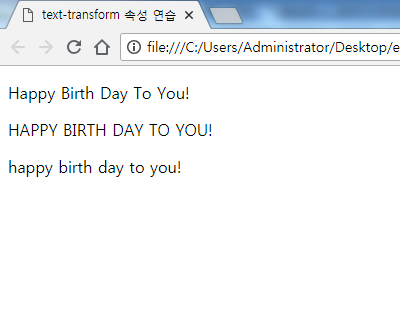 text-transform 속성 연습
file:///C:/Users/Administrator/Desktop/e
Happy Birth Day To You!
HAPPY BIRTH DAY TO YOU!
happy birth day to you!